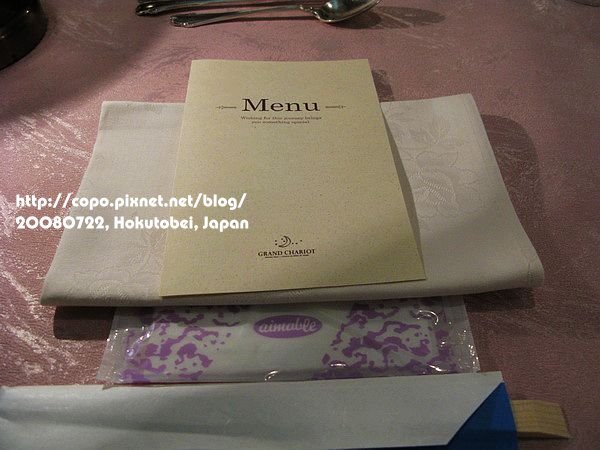 Menu
Wishing for this journey brings
you something special.
http://copo.pixnet.net/blog/
20080722, Hokutobei, Japan
GRAND CHARIOT
aimable